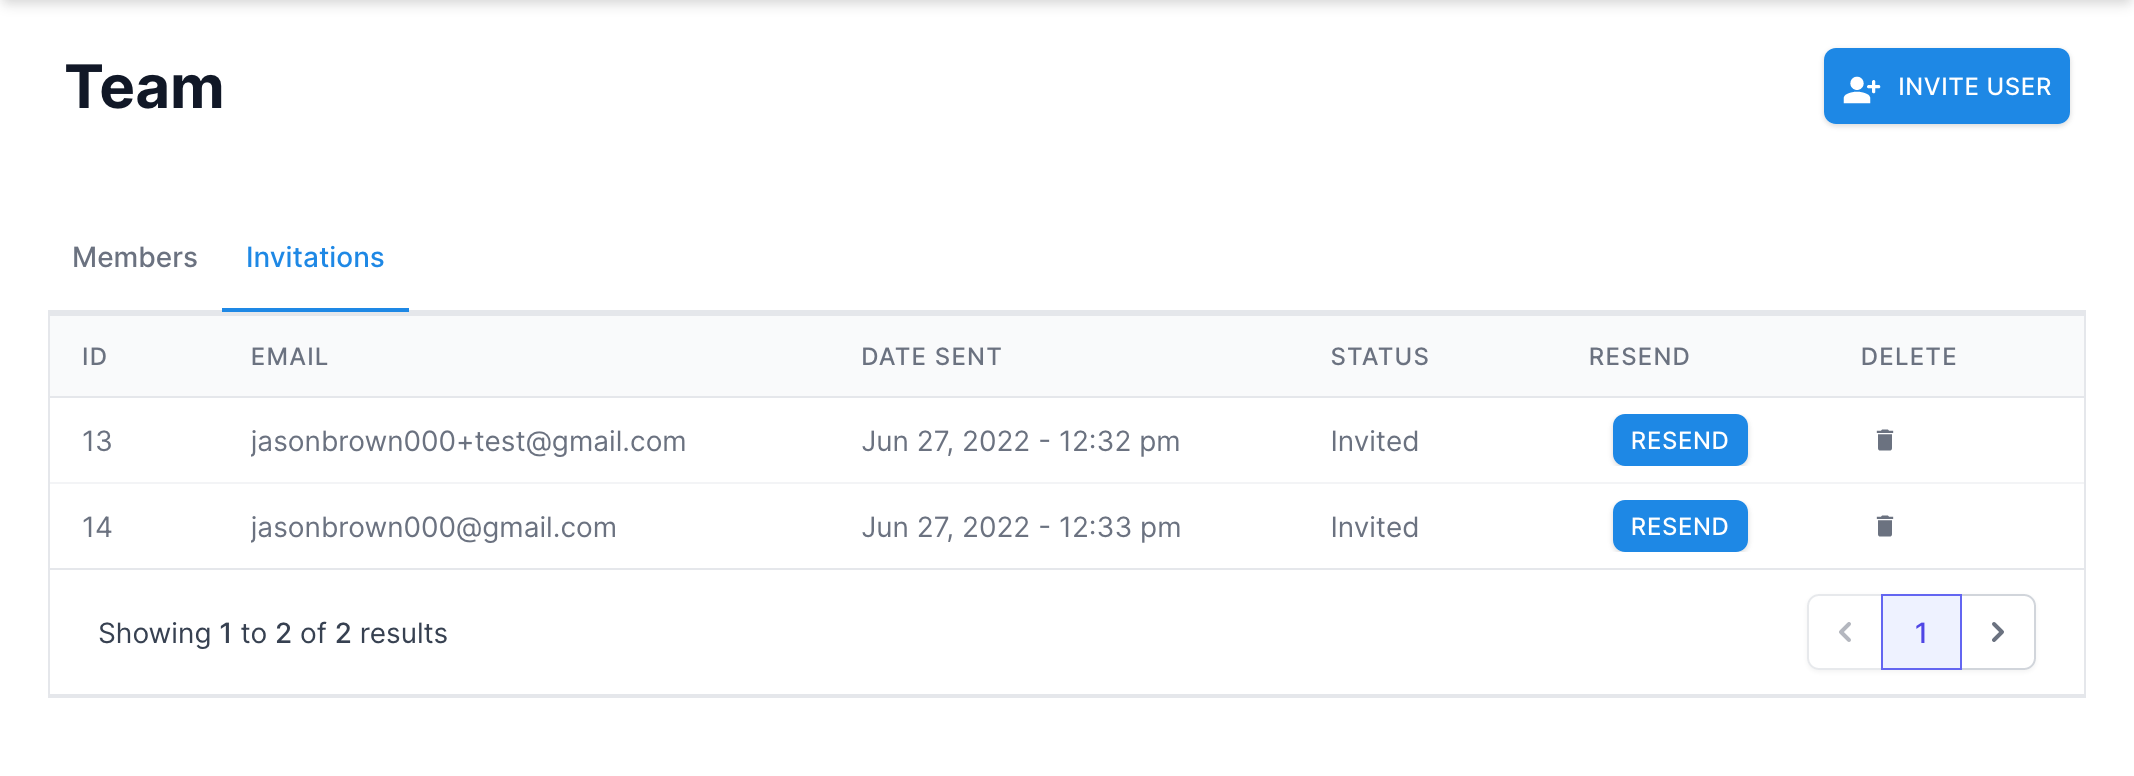 Team
INVITE USER
Members Invitations
ID EMAIL DATE SENT STATUS RESEND DELETE
13 jasonbrown000+test@gmail.com Jun 27, 2022 - 12:32 pm Invited RESEND
14 jasonbrown000@gmail.com Jun 27, 2022 - 12:33 pm Invited RESEND
Showing 1 to 2 of 2 results 1